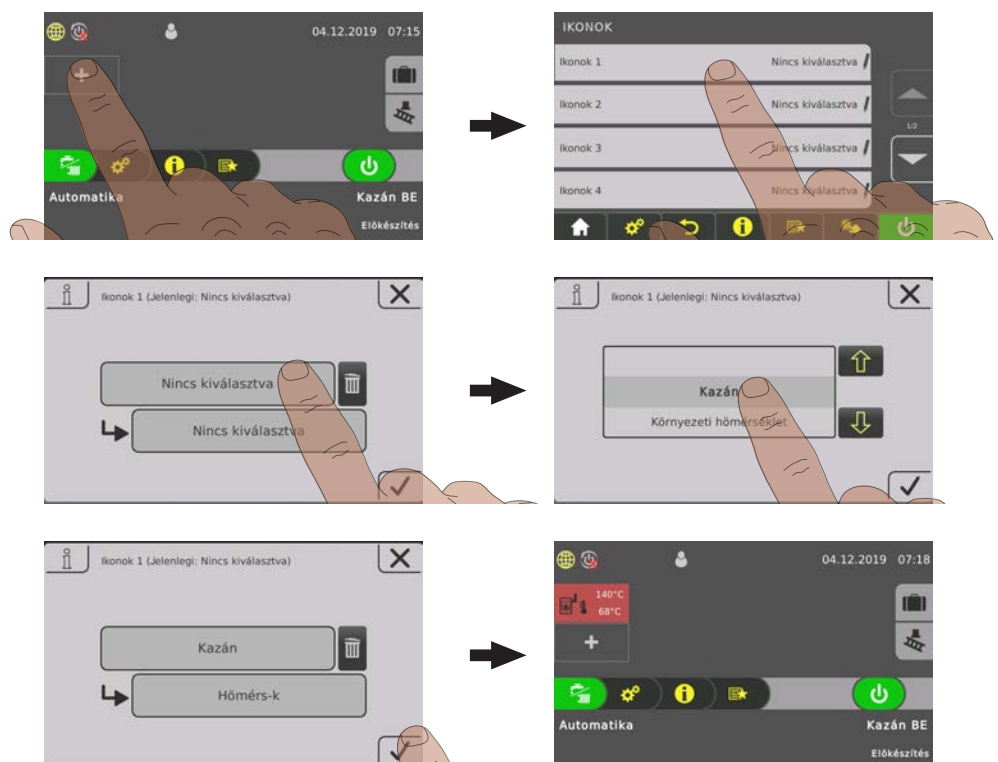 04.12.2019 07:15
+
Automatika
Kazán BE
Előkészítés
IKONOK
Ikonok 1 Nincs kiválasztva
Ikonok 2 Nincs kiválasztva
1/2
Ikonok 3 Nincs kiválasztva
Ikonok 4 Nincs kiválasztva
i
Ikonok 1 (Jelenlegi: Nincs kiválasztva)
Nincs kiválasztva
Nincs kiválasztva
Ikonok 1 (Jelenlegi: Nincs kiválasztva)
Kazán
Környezeti hömérséklet
Ikonok 1 (Jelenlegi: Nincs kiválasztva)
Kazán
Hömérs-k
04.12.2019 07:18
140°C
68°C
+
Automatika
Kazán BE
Előkészítés